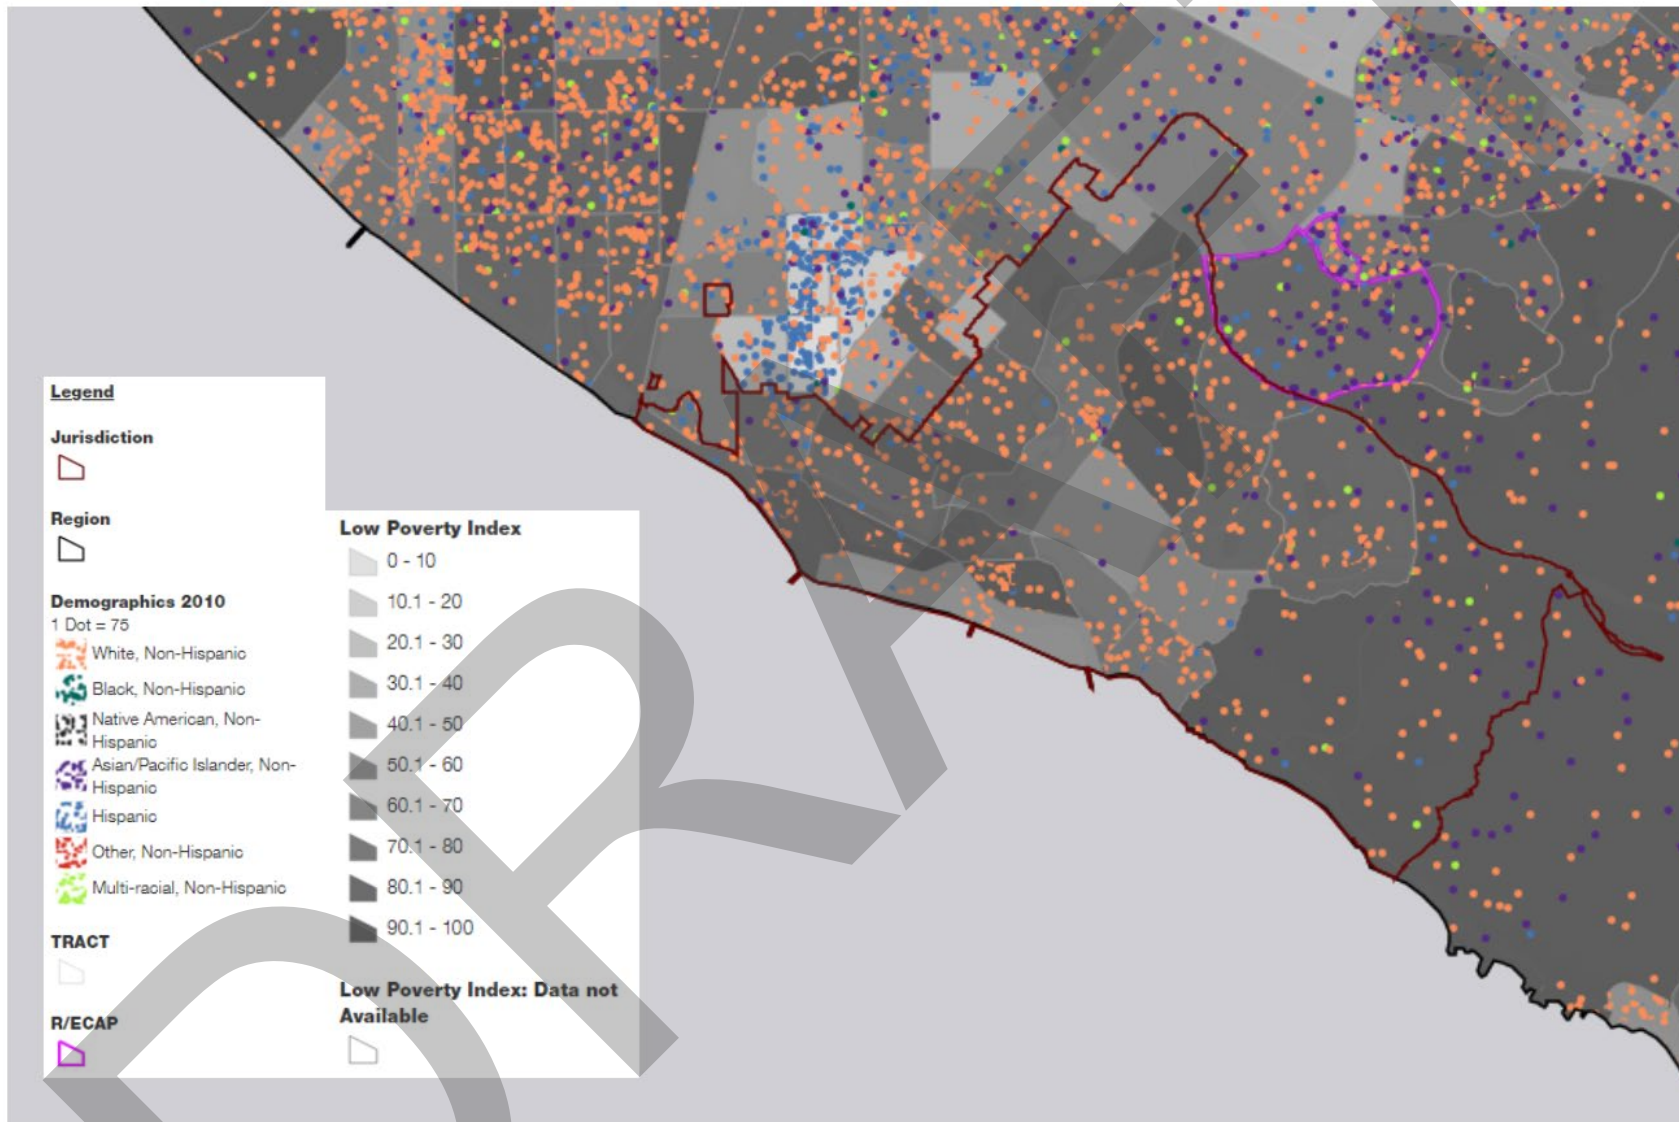 Legend
Jurisdiction
Region
Demographics 2010
1 Dot = 75
White, Non-Hispanic
Black, Non-Hispanic
Native American, Non-
Hispanic
Asian/Pacific Islander, Non-
Hispanic
Hispanic
Other, Non-Hispanic
Multi-racial, Non-Hispanic
TRACT
R/ECAP
Low Poverty Index
0 - 10
10.1 - 20
20.1 - 30
30.1 - 40
40.1 - 50
50.1 - 60
60.1 - 70
70.1 - 80
80.1 - 90
90.1 - 100
Low Poverty Index: Data not
Available
DRAFT